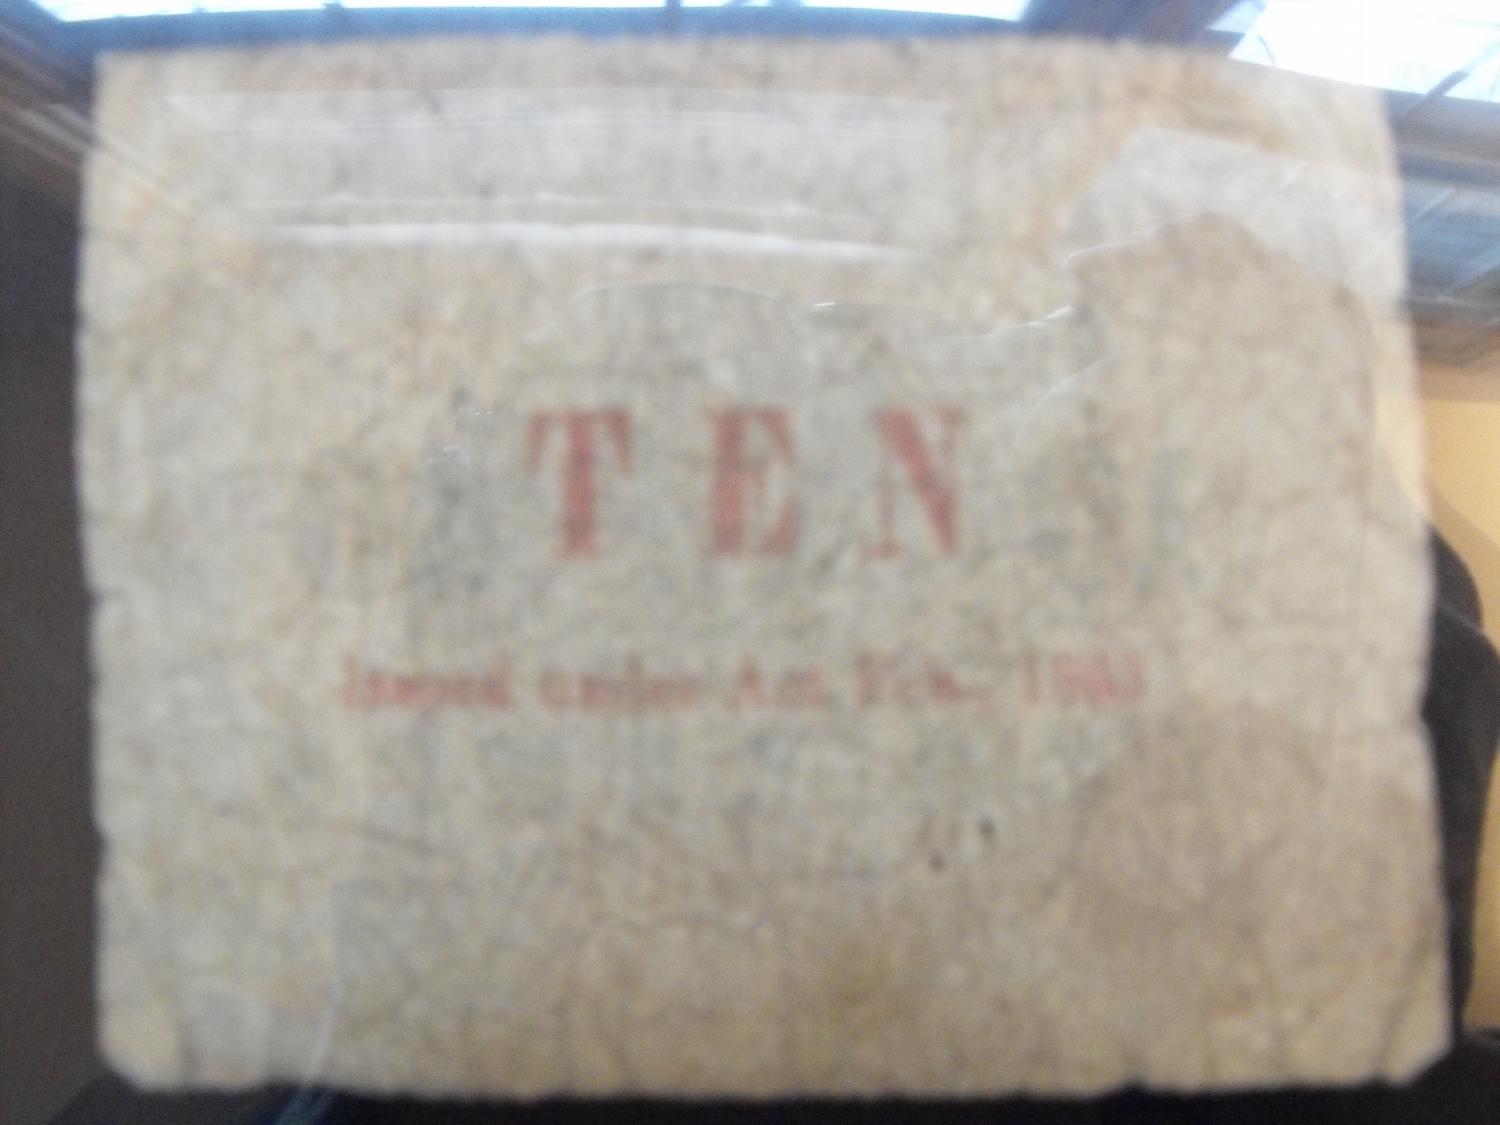 TEN
Issued under Act Feb.,